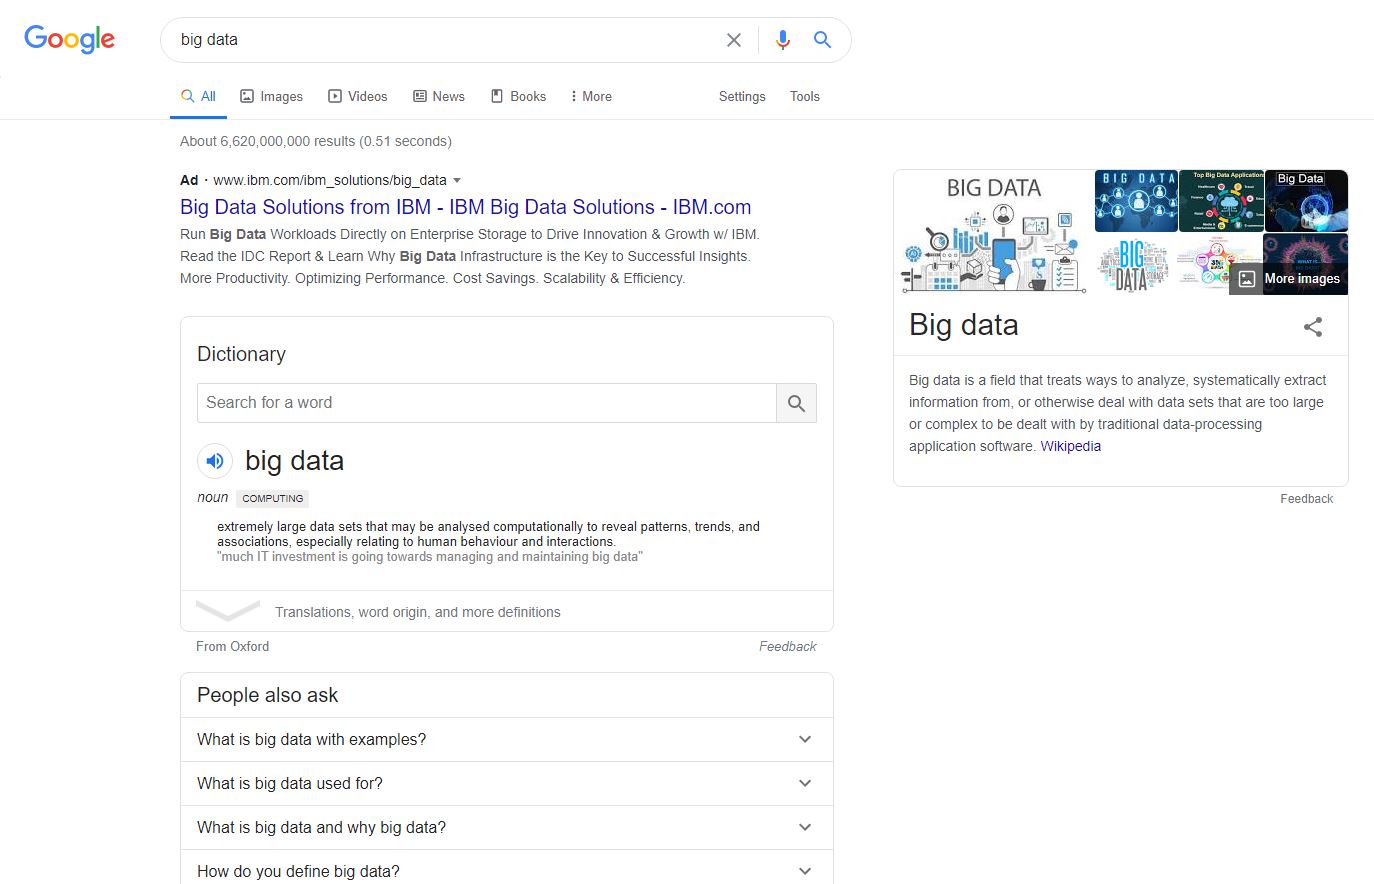 Google
big data
All
Images
Videos
News
Books
More
Settings
Tools
About 6,620,000,000 results (0.51 seconds)
Ad · www.ibm.com/ibm_solutions/big_data
Big Data Solutions from IBM - IBM Big Data Solutions - IBM.com
Run Big Data Workloads Directly on Enterprise Storage to Drive Innovation & Growth w/ IBM.
Read the IDC Report & Learn Why Big Data Infrastructure is the Key to Successful Insights.
More Productivity. Optimizing Performance. Cost Savings. Scalability & Efficiency.
Dictionary
Search for a word
big data
noun COMPUTING
extremely large data sets that may be analysed computationally to reveal patterns, trends, and
associations, especially relating to human behaviour and interactions.
"much IT investment is going towards managing and maintaining big data"
Translations, word origin, and more definitions
From Oxford
Feedback
People also ask
What is big data with examples?
What is big data used for?
What is big data and why big data?
How do you define big data?
BIG DATA
BIG DATA
Top Big Data Applications
Big Data
BIG
DATA
More images
Big data
Big data is a field that treats ways to analyze, systematically extract
information from, or otherwise deal with data sets that are too large
or complex to be dealt with by traditional data-processing
application software. Wikipedia
Feedback